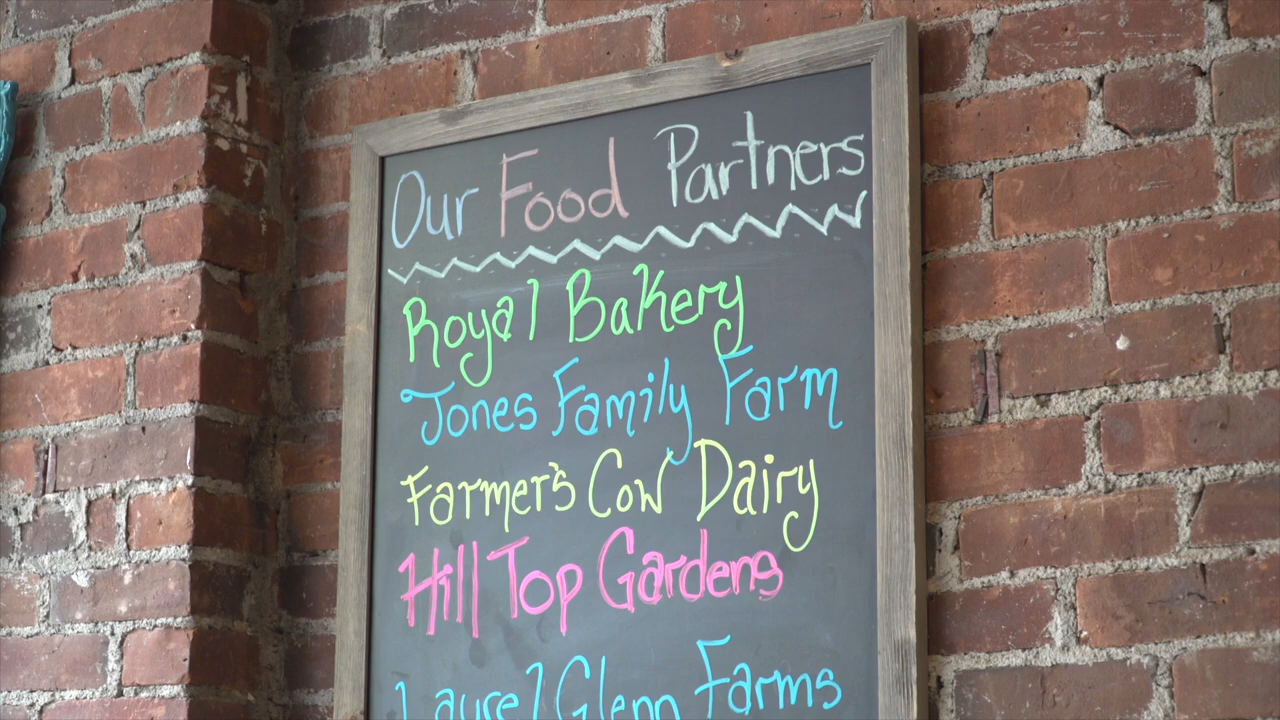 Our Food Partners
Royal Bakery
Jones Family Farm
Farmer's Cow Dairy
Hill Top Gardens
Laurel Glenn Farms